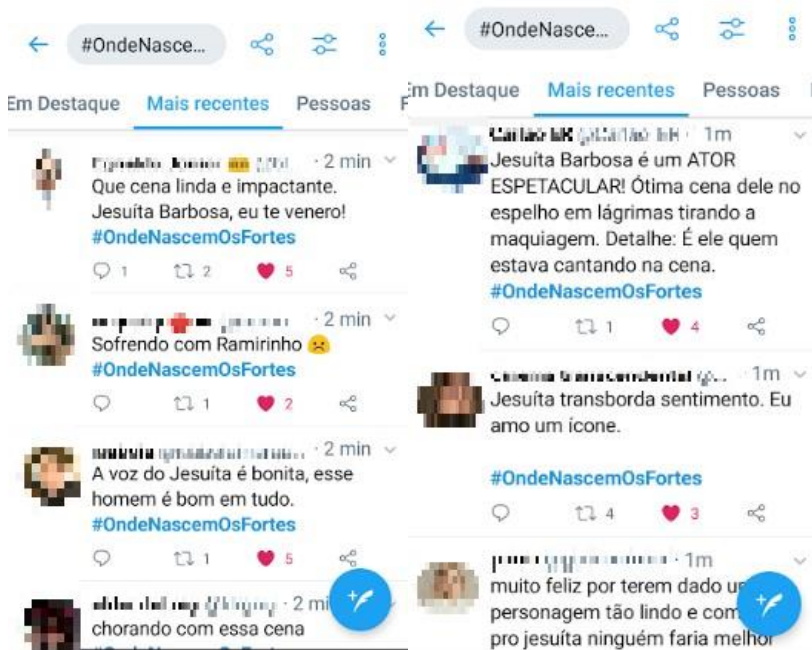 #OndeNasce...
Em Destaque Mais recentes Pessoas
· 2 min
Que cena linda e impactante.
Jesuíta Barbosa, eu te venero!
#OndeNascemOsFortes
1 2 5
· 2 min
Sofrendo com Ramirinho ☹️
#OndeNascemOsFortes
1 2
· 2 min
A voz do Jesuíta é bonita, esse
homem é bom em tudo.
#OndeNascemOsFortes
1 5
· 2 mi
chorando com essa cena
#OndeNasce...
Em Destaque Mais recentes Pessoas
· 1m
Jesuíta Barbosa é um ATOR
ESPETACULAR! Ótima cena dele no
espelho em lágrimas tirando a
maquiagem. Detalhe: É ele quem
estava cantando na cena.
#OndeNascemOsFortes
1 4
· 1m
Jesuíta transborda sentimento. Eu
amo um ícone.
#OndeNascemOsFortes
4 3
· 1m
muito feliz por terem dado
personagem tão lindo e
pro jesuíta ninguém faria melhor